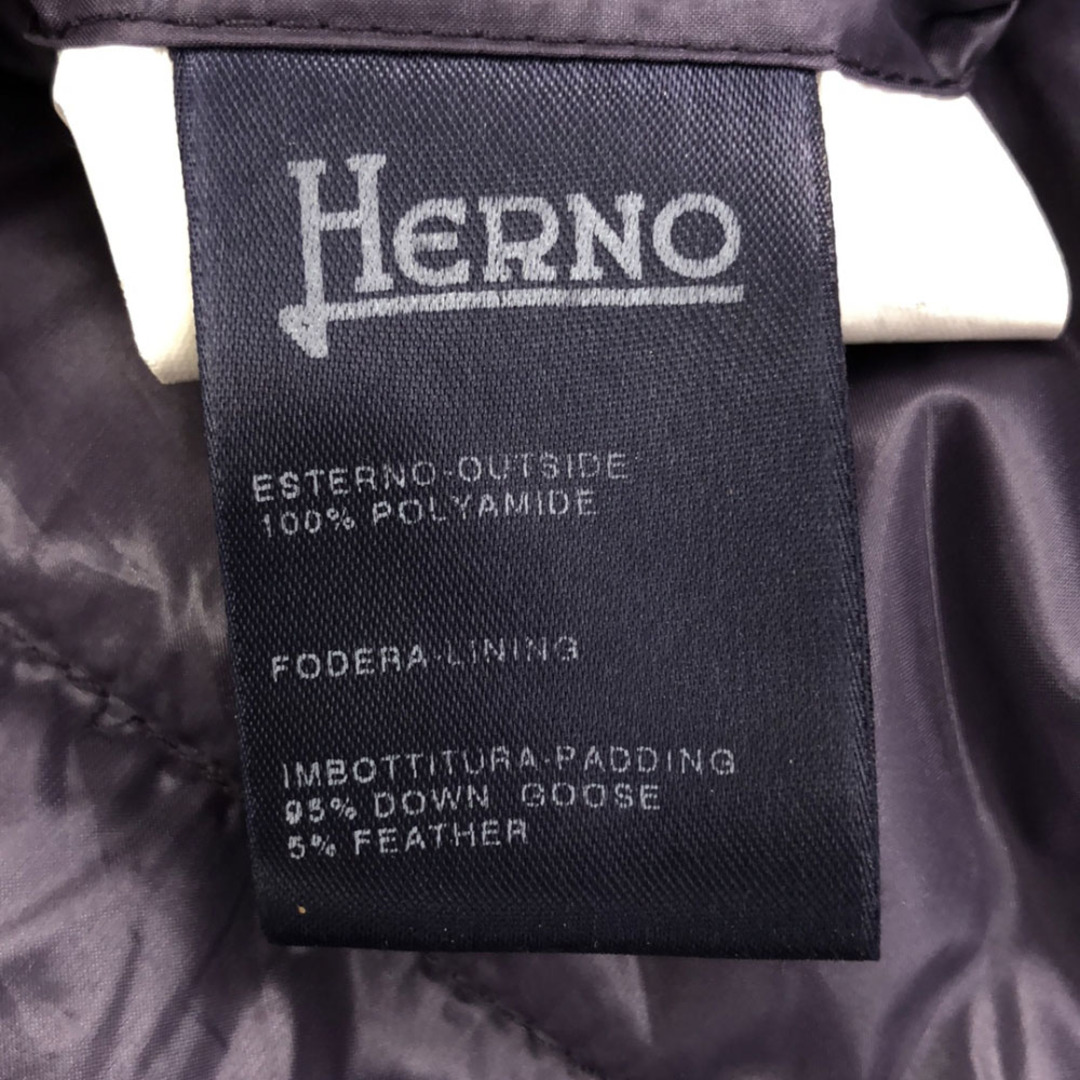 HERNO
ESTERNO-OUTSIDE
100% POLYAMIDE
FODERA-LINING
IMBOTTITURA-PADDING
95% DOWN GOOSE
5% FEATHER